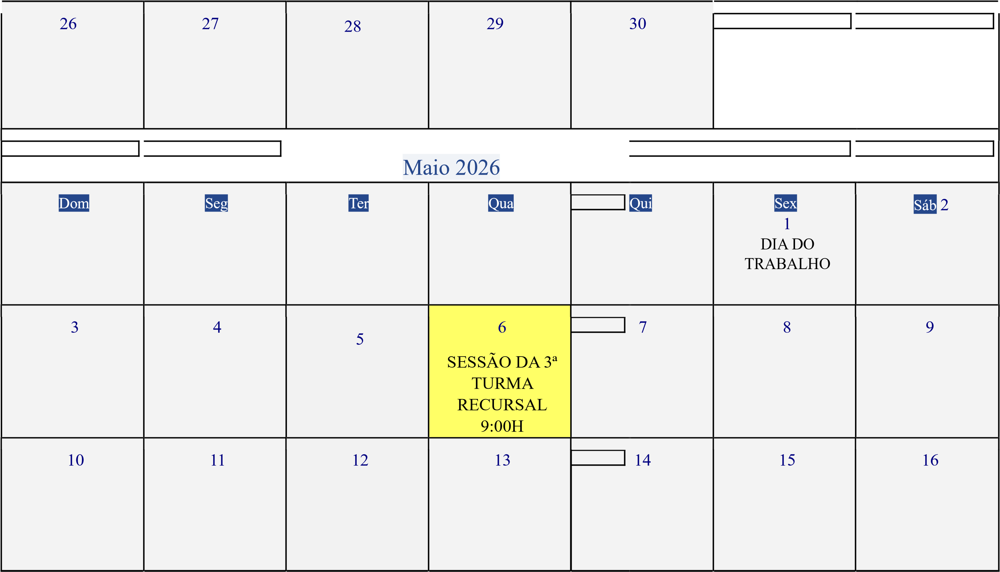 26 27 28 29 30
Maio 2026
Dom Seg Ter Qua Qui Sex Sáb 2
1
DIA DO
TRABALHO
3 4 5 6 7 8 9
SESSÃO DA 3ª
TURMA
RECURSAL
9:00H
10 11 12 13 14 15 16